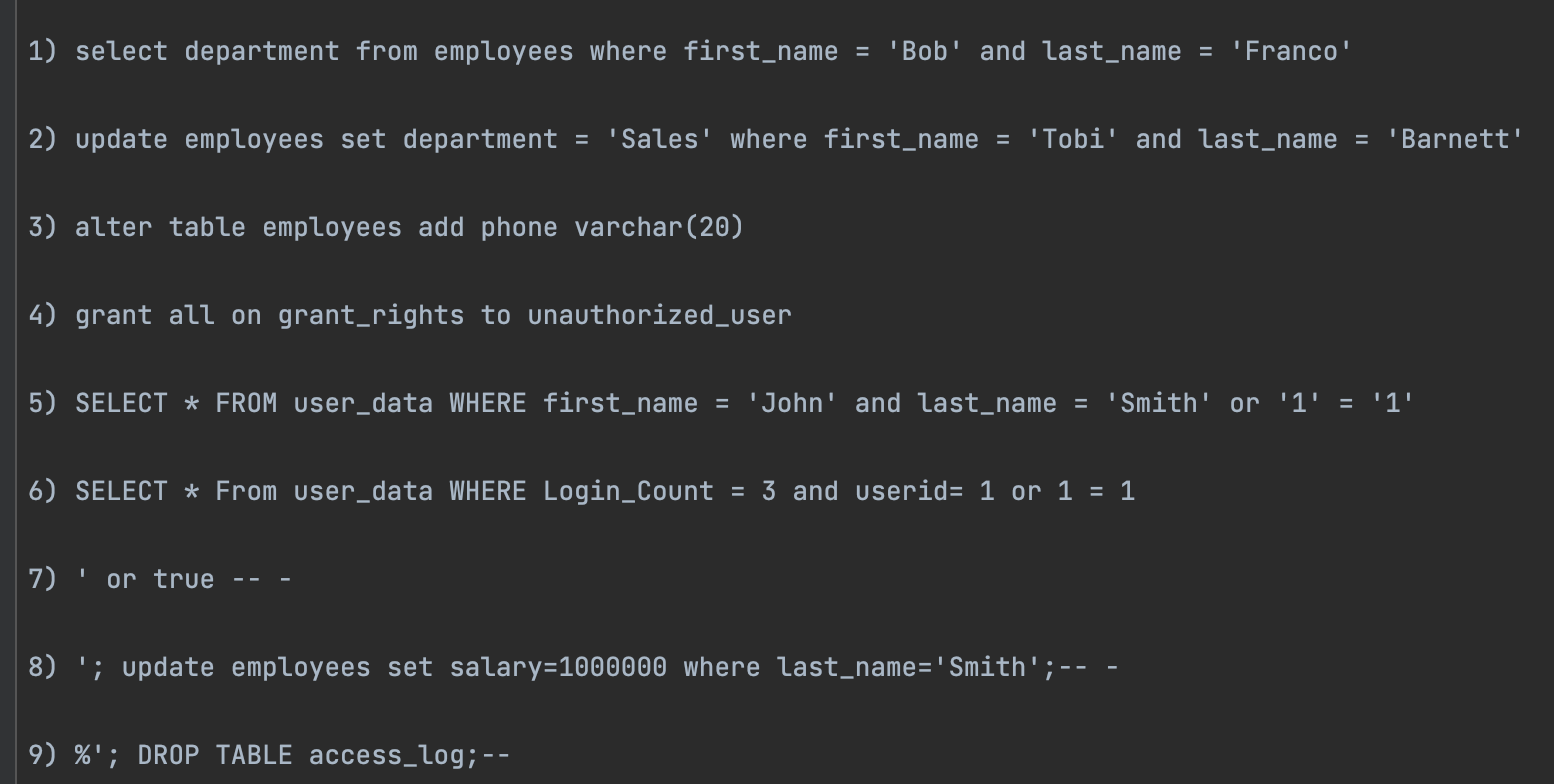 1) select department from employees where first_name = 'Bob' and last_name = 'Franco'
2) update employees set department = 'Sales' where first_name = 'Tobi' and last_name = 'Barnett'
3) alter table employees add phone varchar(20)
4) grant all on grant_rights to unauthorized_user
5) SELECT * FROM user_data WHERE first_name = 'John' and last_name = 'Smith' or '1' = '1'
6) SELECT * From user_data WHERE Login_Count = 3 and userid= 1 or 1 = 1
7) ' or true -- -
8) '; update employees set salary=1000000 where last_name='Smith';-- -
9) %'; DROP TABLE access_log;--